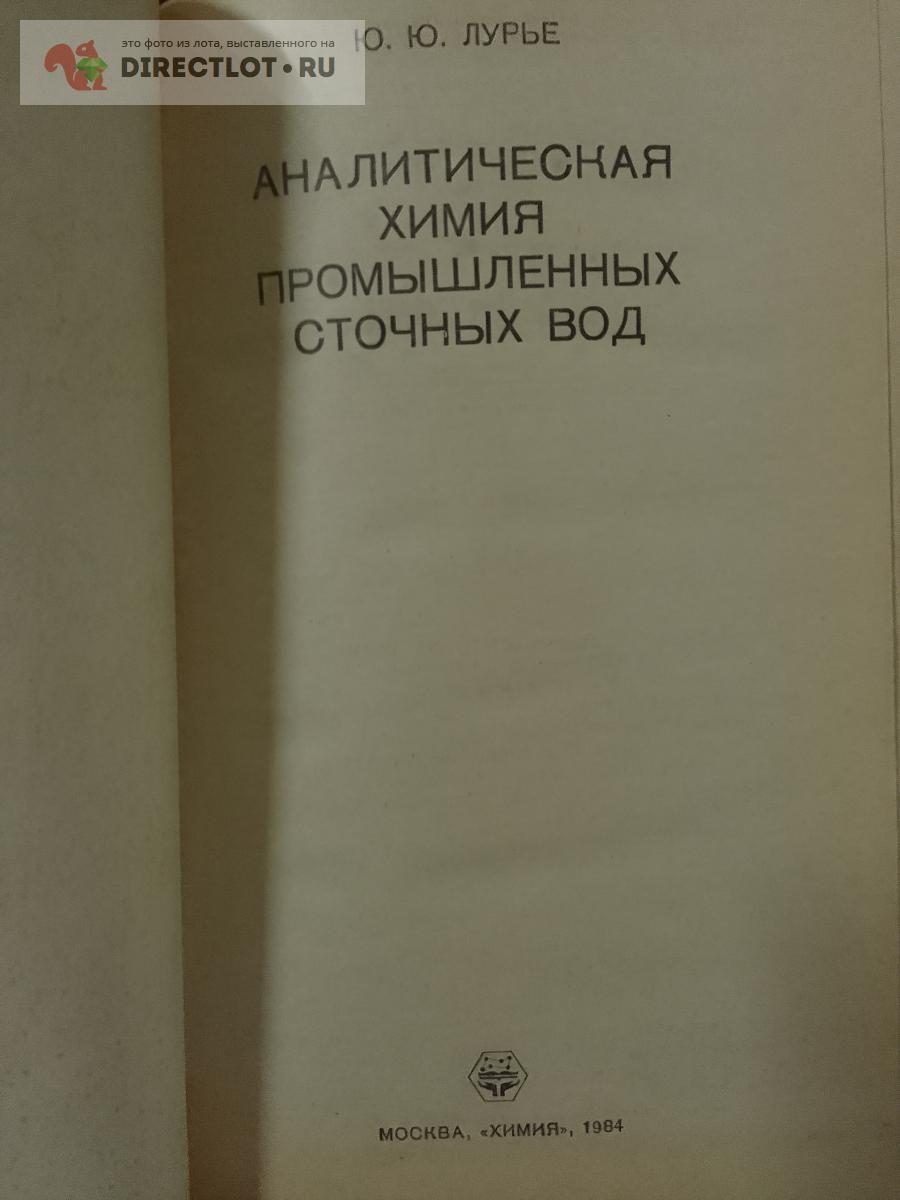 это фото из лота, выставленного на
DIRECTLOT•RU
Ю. Ю. ЛУРЬЕ
АНАЛИТИЧЕСКАЯ
ХИМИЯ
ПРОМЫШЛЕННЫХ
СТОЧНЫХ ВОД
МОСКВА, «ХИМИЯ», 1984